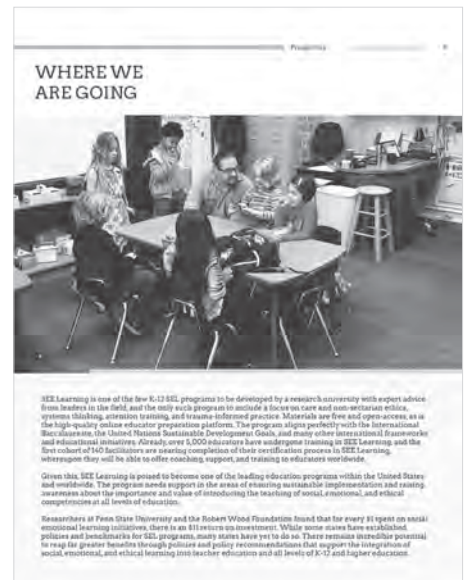 Prospectus
WHERE WE
ARE GOING
SEE Learning is one of the few K-12 SEL programs to be developed by a research university with expert advice
from leaders in the field, and the only such program to include a focus on care and non-sectarian ethics,
systems thinking, attention training, and trauma-informed practice. Materials are free and open-access, as is
the high-quality online educator preparation platform. The program aligns perfectly with the International
Baccalaureate, the United Nations Sustainable Development Goals, and many other international frameworks
and educational initiatives. Already, over 5,000 educators have undergone training in SEE Learning, and the
first cohort of 140 facilitators are nearing completion of their certification process in SEE Learning,
whereupon they will be able to offer coaching, support, and training to educators worldwide.
Given this, SEE Learning is poised to become one of the leading education programs within the United States
and worldwide. The program needs support in the areas of ensuring sustainable implementation and raising
awareness about the importance and value of introducing the teaching of social, emotional, and ethical
competencies at all levels of education.
Researchers at Penn State University and the Robert Wood Foundation found that for every $1 spent on social
emotional learning initiatives, there is an $11 return on investment. While some states have established
policies and benchmarks for SEL programs, many states have yet to do so. There remains incredible potential
to reap far greater benefits through policies and policy recommendations that support the integration of
social, emotional, and ethical learning into teacher education and all levels of K-12 and higher education.